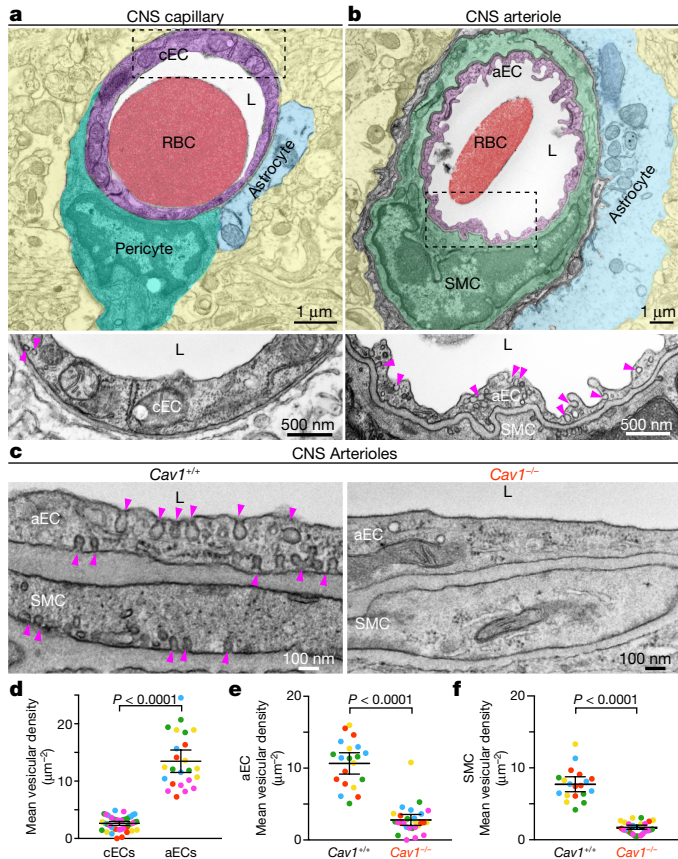 a CNS capillary
cEC
L
RBC
Astrocyte
Pericyte
1 μm
L
cEC
500 nm
b CNS arteriole
aEC
RBC
L
Astrocyte
SMC
1 μm
L
aEC
SMC
500 nm
c CNS Arterioles
Cav1+/+
L
aEC
SMC
100 nm
Cav1−/−
L
aEC
SMC
100 nm
d
P < 0.0001
Mean vesicular density
(μm−2)
20
10
0
cECs aECs
e
P < 0.0001
aEC
Mean vesicular density
(μm−2)
20
10
0
Cav1+/+ Cav1−/−
f
P < 0.0001
SMC
Mean vesicular density
(μm−2)
20
10
0
Cav1+/+ Cav1−/−